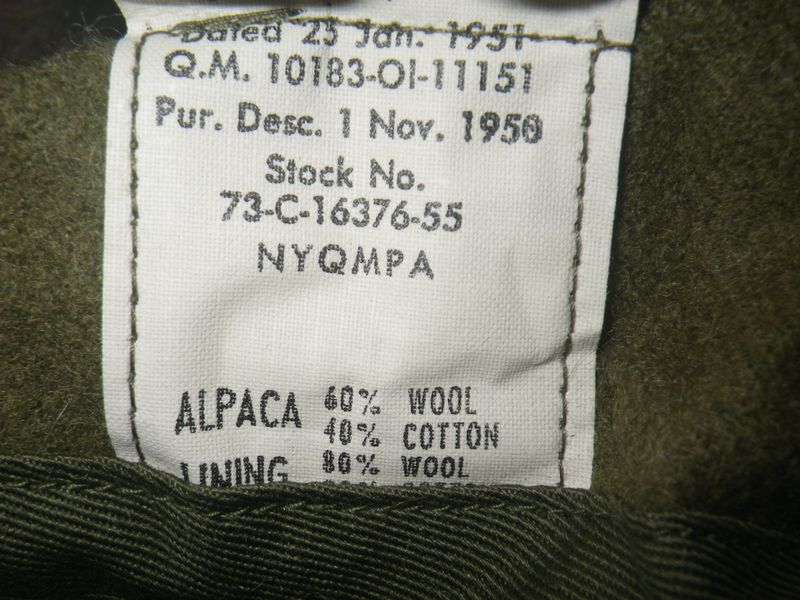 Dated 25 Jan. 1951
Q.M. 10183-OI-11151
Pur. Desc. 1 Nov. 1950
Stock No.
73-C-16376-55
NYQMPA
ALPACA 60% WOOL
40% COTTON
LINING 80% WOOL